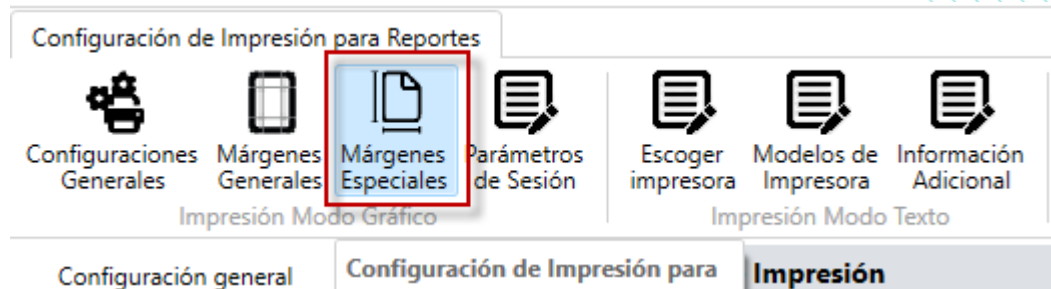 Configuración de Impresión para Reportes
Configuraciones Generales
Márgenes Generales
Márgenes Especiales
Parámetros de Sesión
Escoger impresora
Modelos de Impresora
Información Adicional
Impresión Modo Gráfico
Impresión Modo Texto
Configuración general
Configuración de Impresión para
Impresión